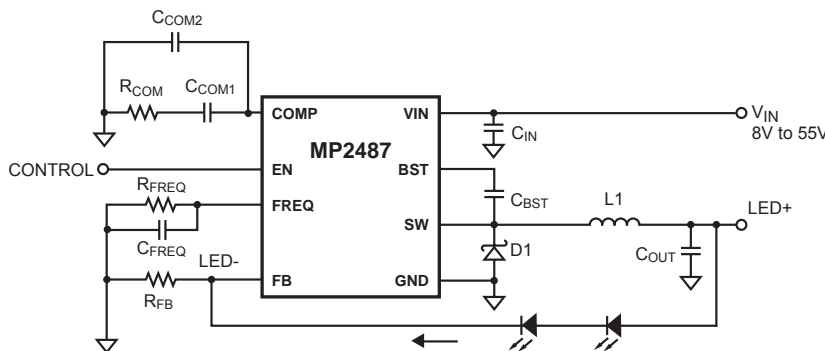 CCOM2
RCOM
CCOM1
COMP
VIN
VIN
8V to 55V
CIN
MP2487
CONTROL
EN
BST
RFREQ
CBST
L1
FREQ
SW
LED+
CFREQ
D1
COUT
LED-
RFB
FB
GND